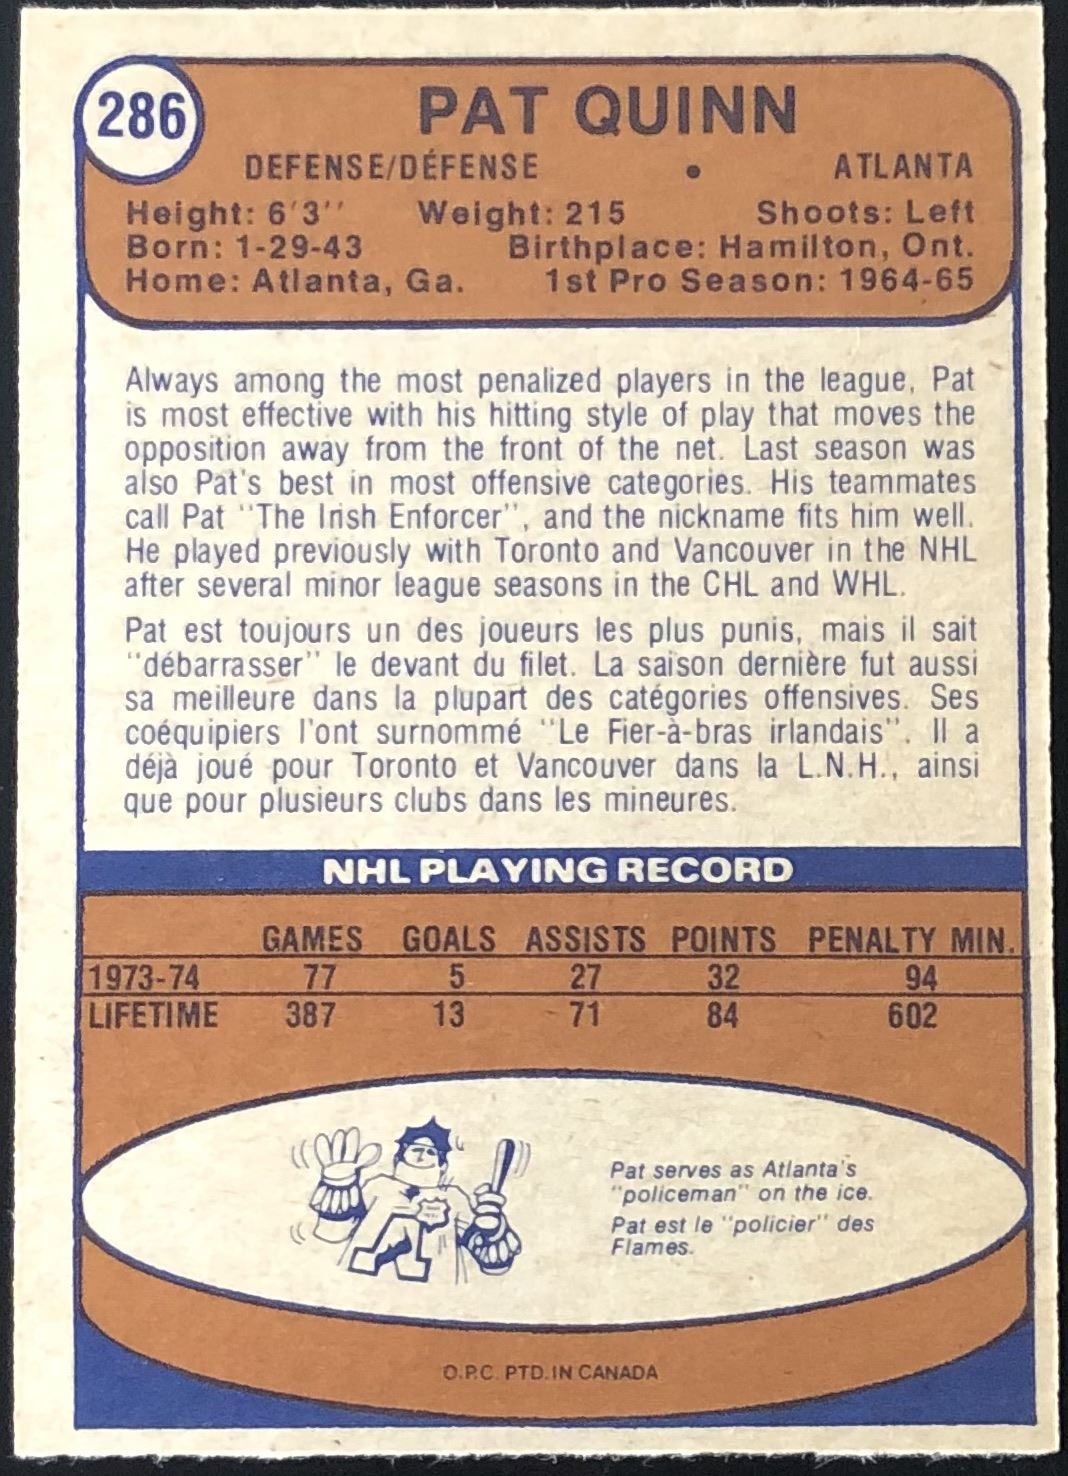 286
PAT QUINN
DEFENSE/DÉFENSE • ATLANTA
Height: 6'3'' Weight: 215 Shoots: Left
Born: 1-29-43 Birthplace: Hamilton, Ont.
Home: Atlanta, Ga. 1st Pro Season: 1964-65
Always among the most penalized players in the league, Pat
is most effective with his hitting style of play that moves the
opposition away from the front of the net. Last season was
also Pat's best in most offensive categories. His teammates
call Pat "The Irish Enforcer", and the nickname fits him well.
He played previously with Toronto and Vancouver in the NHL
after several minor league seasons in the CHL and WHL.
Pat est toujours un des joueurs les plus punis, mais il sait
"débarrasser" le devant du filet. La saison dernière fut aussi
sa meilleure dans la plupart des catégories offensives. Ses
coéquipiers l'ont surnommé "Le Fier-à-bras irlandais". Il a
déjà joué pour Toronto et Vancouver dans la L.N.H., ainsi
que pour plusieurs clubs dans les mineures.
NHL PLAYING RECORD
GAMES GOALS ASSISTS POINTS PENALTY MIN.
1973-74 77 5 27 32 94
LIFETIME 387 13 71 84 602
Pat serves as Atlanta's
"policeman" on the ice.
Pat est le "policier" des
Flames.
O.P.C. PTD. IN CANADA